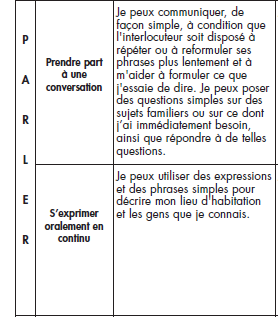 PARLER
Prendre part
à une
conversation
Je peux communiquer, de
façon simple, à condition que
l'interlocuteur soit disposé à
répéter ou à reformuler ses
phrases plus lentement et à
m'aider à formuler ce que
j'essaie de dire. Je peux poser
des questions simples sur des
sujets familiers ou sur ce dont
j'ai immédiatement besoin,
ainsi que répondre à de telles
questions.
S'exprimer
oralement en
continu
Je peux utiliser des expressions
et des phrases simples pour
décrire mon lieu d'habitation
et les gens que je connais.